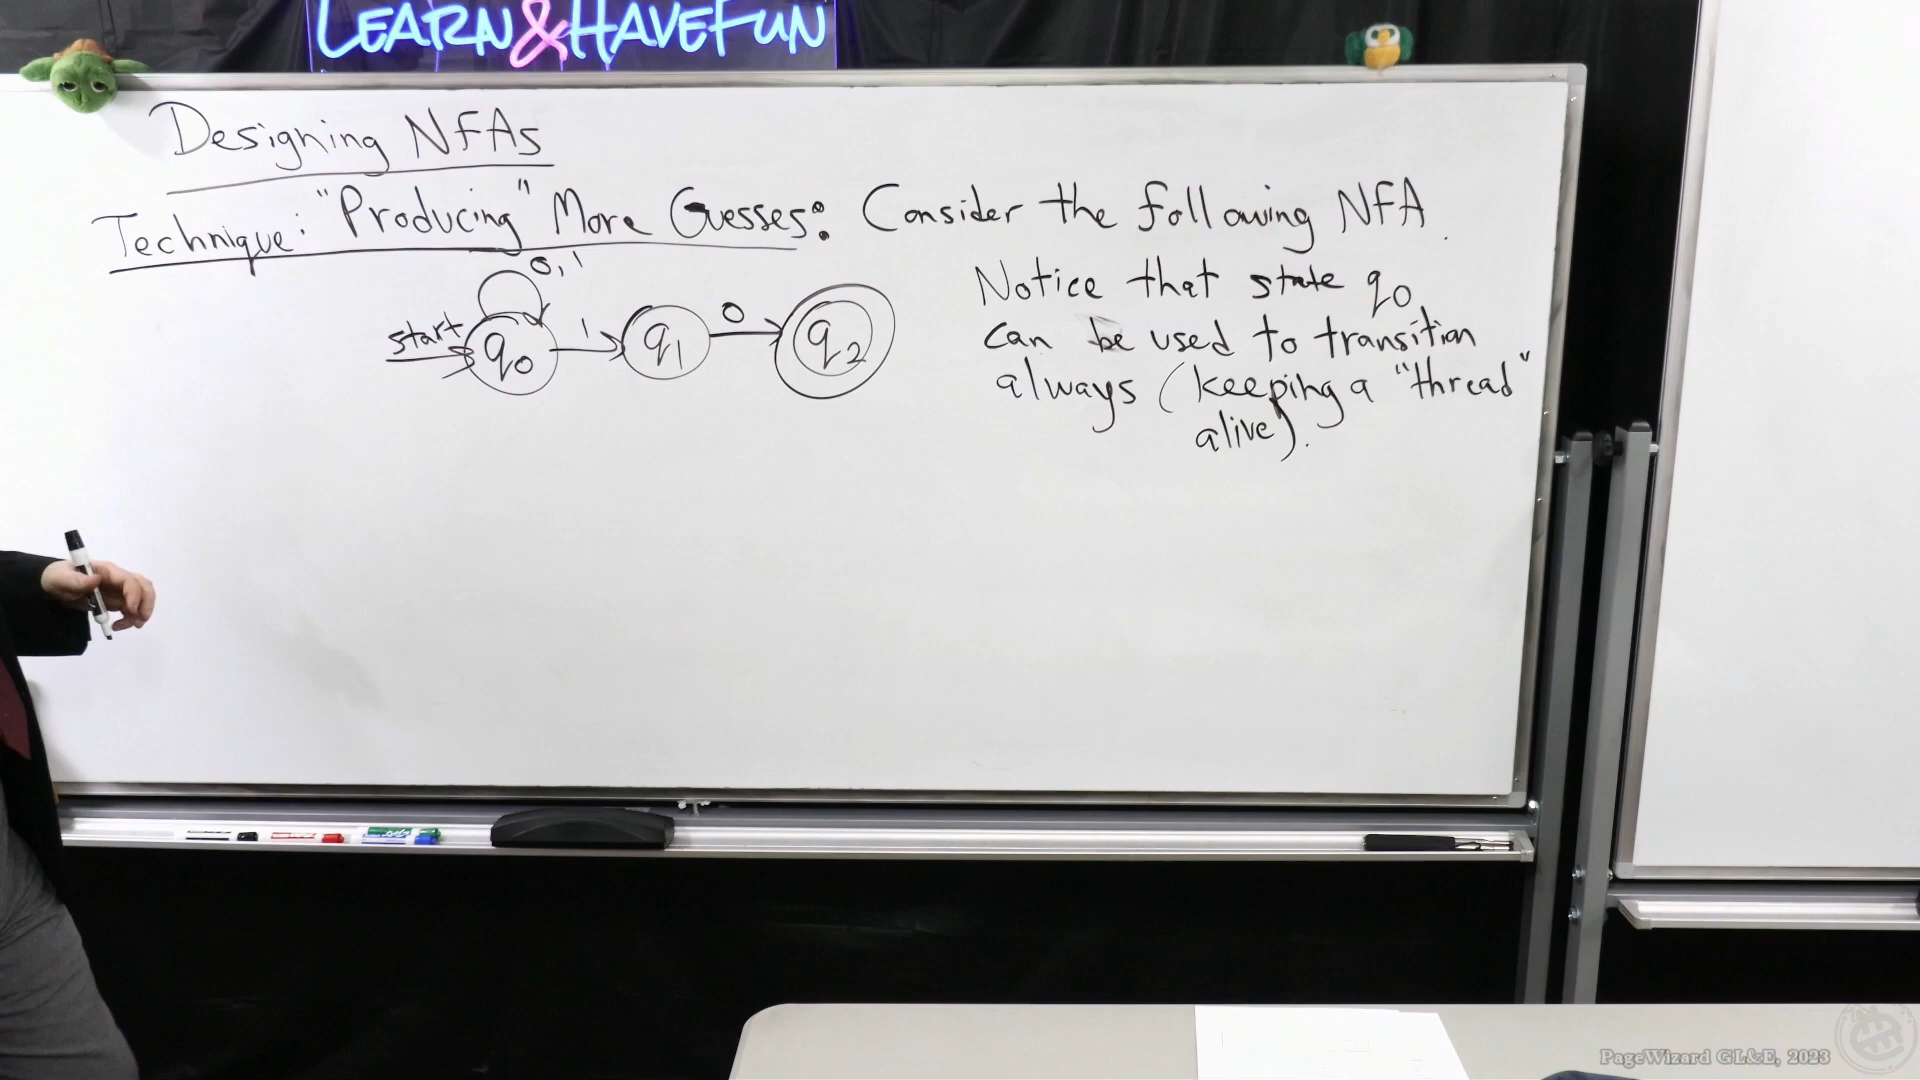 LEARN&HAVEFUN
Designing NFAs
Technique: "Producing" More Guesses: Consider the following NFA.
0,1
start q0 1 q1 0 q2
Notice that state q0
can be used to transition
always (keeping a "thread"
alive).
PageWizard GL&E, 2023